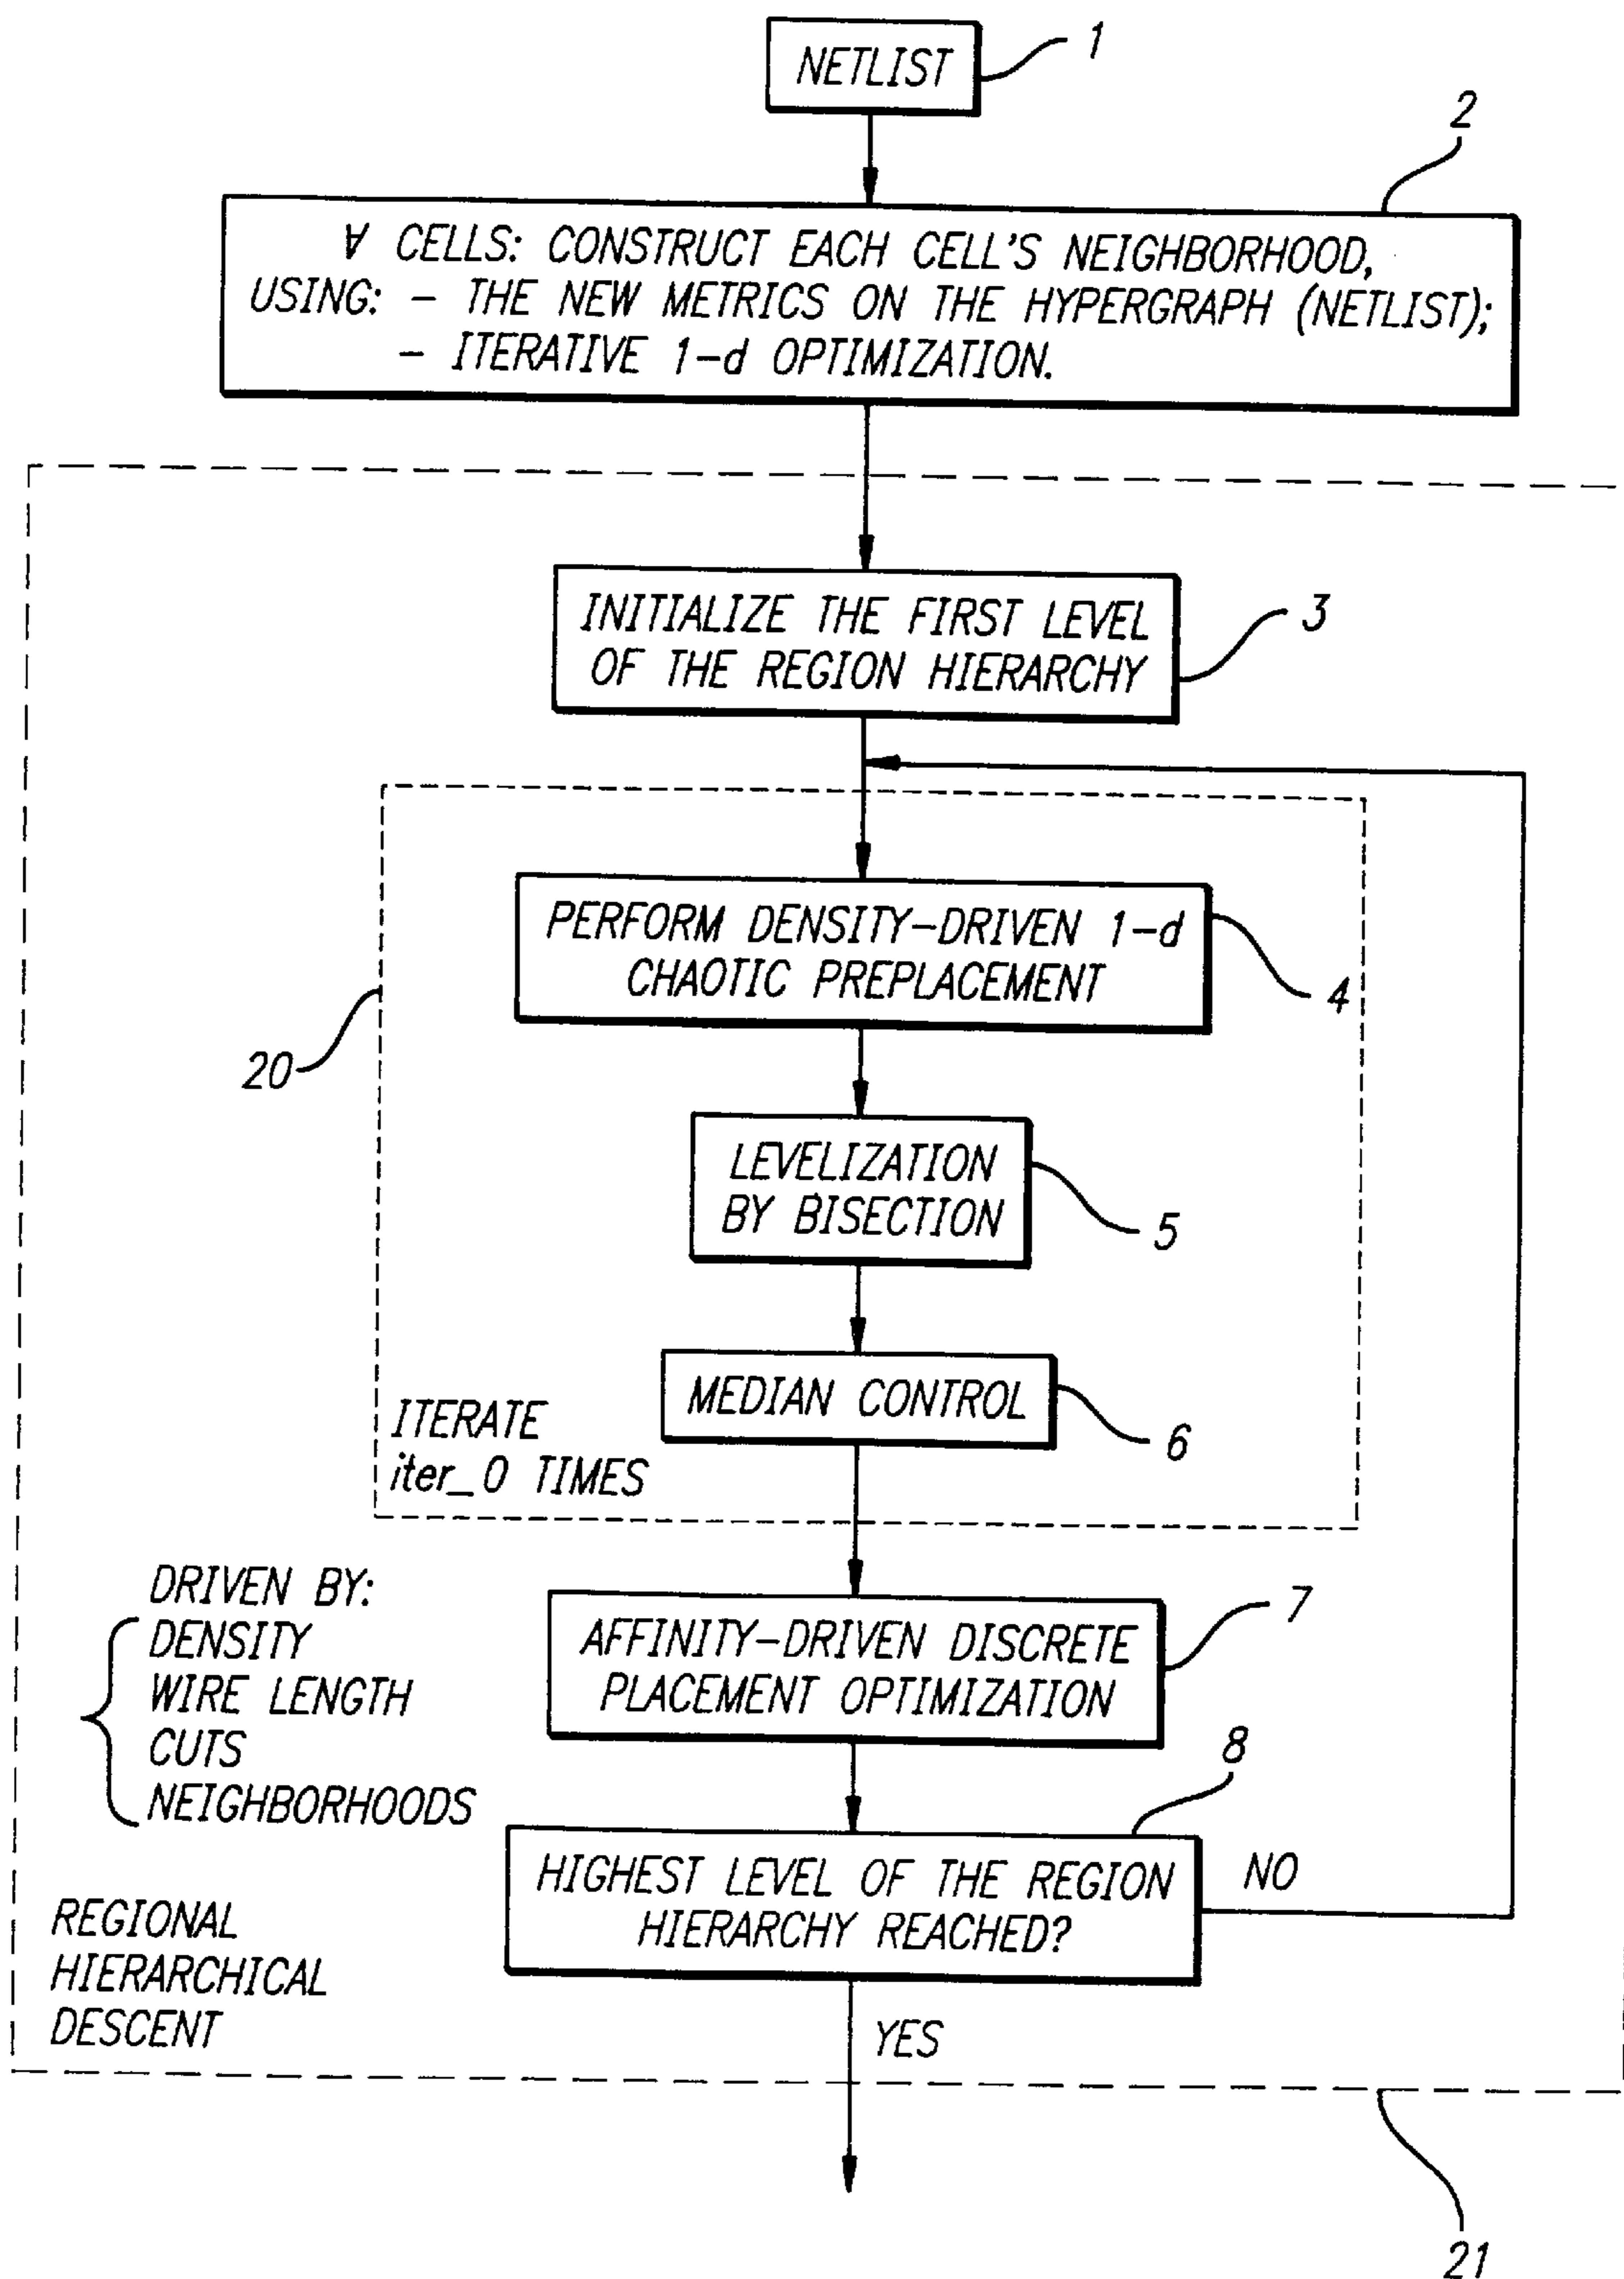 NETLIST
1
2
∀ CELLS: CONSTRUCT EACH CELL'S NEIGHBORHOOD,
USING: – THE NEW METRICS ON THE HYPERGRAPH (NETLIST);
– ITERATIVE 1–d OPTIMIZATION.
INITIALIZE THE FIRST LEVEL
OF THE REGION HIERARCHY
3
PERFORM DENSITY–DRIVEN 1–d
CHAOTIC PREPLACEMENT
4
20
LEVELIZATION
BY BISECTION
5
MEDIAN CONTROL
6
ITERATE
iter_0 TIMES
DRIVEN BY:
DENSITY
WIRE LENGTH
CUTS
NEIGHBORHOODS
AFFINITY–DRIVEN DISCRETE
PLACEMENT OPTIMIZATION
7
8
HIGHEST LEVEL OF THE REGION
HIERARCHY REACHED?
NO
REGIONAL
HIERARCHICAL
DESCENT
YES
21